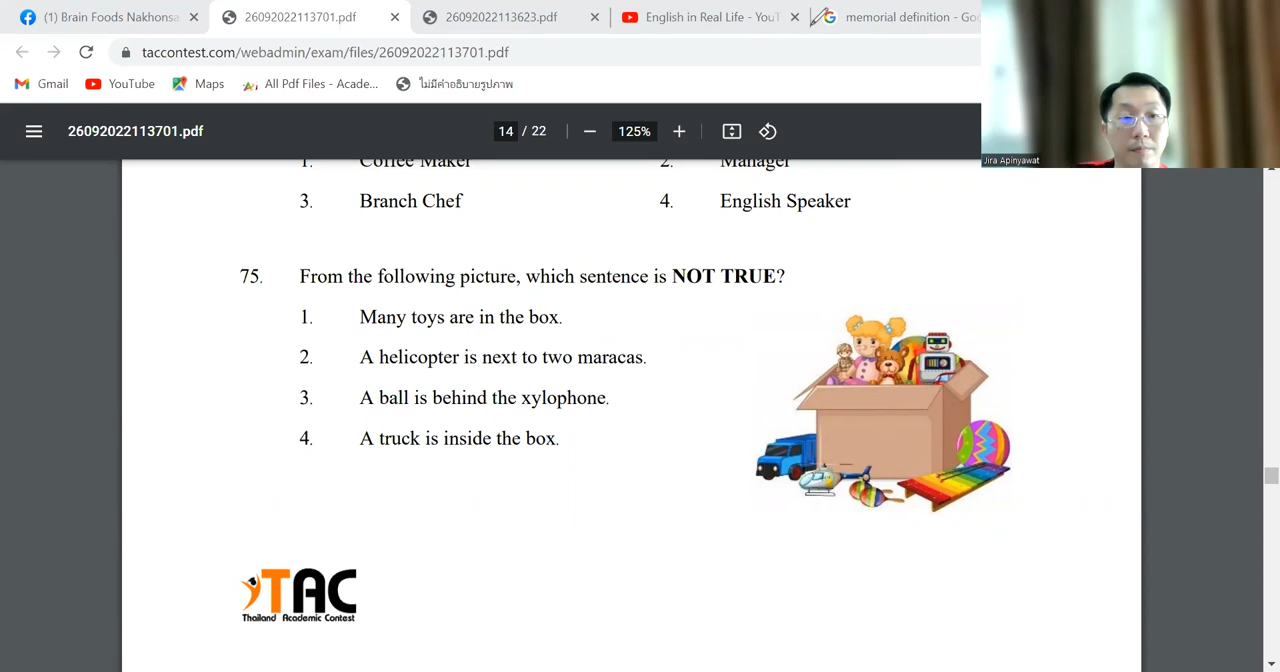 (1) Brain Foods Nakhonsa
26092022113701.pdf
26092022113623.pdf
English in Real Life - YouT
memorial definition - Goo
taccontest.com/webadmin/exam/files/26092022113701.pdf
Gmail
YouTube
Maps
All Pdf Files - Acade...
ไม่มีคำอธิบายรูปภาพ
26092022113701.pdf
14 / 22
125%
Jira Apinyawat
1. Coffee Maker
2. Manager
3. Branch Chef
4. English Speaker
75. From the following picture, which sentence is NOT TRUE?
1. Many toys are in the box.
2. A helicopter is next to two maracas.
3. A ball is behind the xylophone.
4. A truck is inside the box.
TAC
Thailand Academic Contest